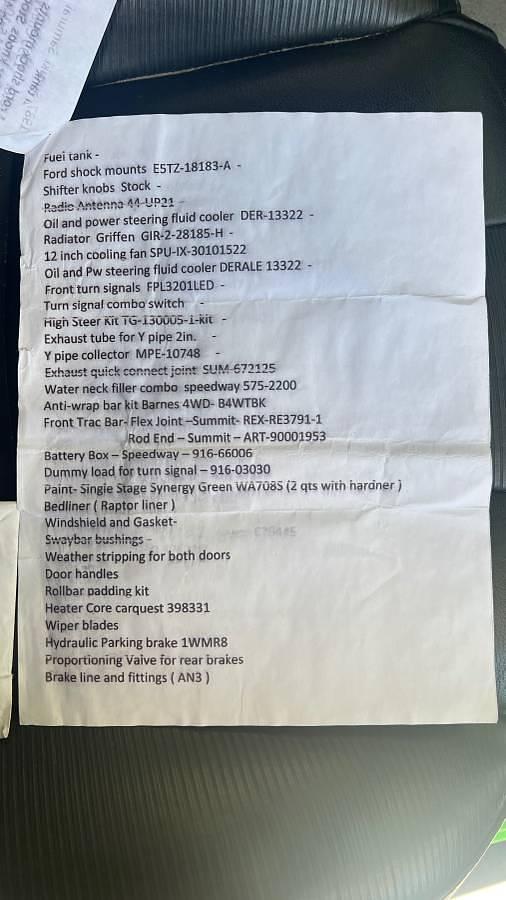 Fuel tank -
Ford shock mounts E5TZ-18183-A -
Shifter knobs Stock -
Radio Antenna 44-UP21 -
Oil and power steering fluid cooler DER-13322 -
Radiator Griffen GIR-2-28185-H -
12 inch cooling fan SPU-IX-30101522
Oil and Pw steering fluid cooler DERALE 13322 -
Front turn signals FPL3201LED -
Turn signal combo switch -
High Steer Kit TG-130005-1-kit -
Exhaust tube for Y pipe 2in. -
Y pipe collector MPE-10748 -
Exhaust quick connect joint SUM-672125
Water neck filler combo speedway 575-2200
Anti-wrap bar kit Barnes 4WD- B4WTBK
Front Trac Bar- Flex Joint –Summit- REX-RE3791-1
Rod End – Summit – ART-90001953
Battery Box – Speedway – 916-66006
Dummy load for turn signal – 916-03030
Paint- Single Stage Synergy Green WA708S (2 qts with hardner )
Bedliner ( Raptor liner )
Windshield and Gasket-
Swaybar bushings -
Weather stripping for both doors
Door handles
Rollbar padding kit
Heater Core carquest 398331
Wiper blades
Hydraulic Parking brake 1WMR8
Proportioning Valve for rear brakes
Brake line and fittings ( AN3 )